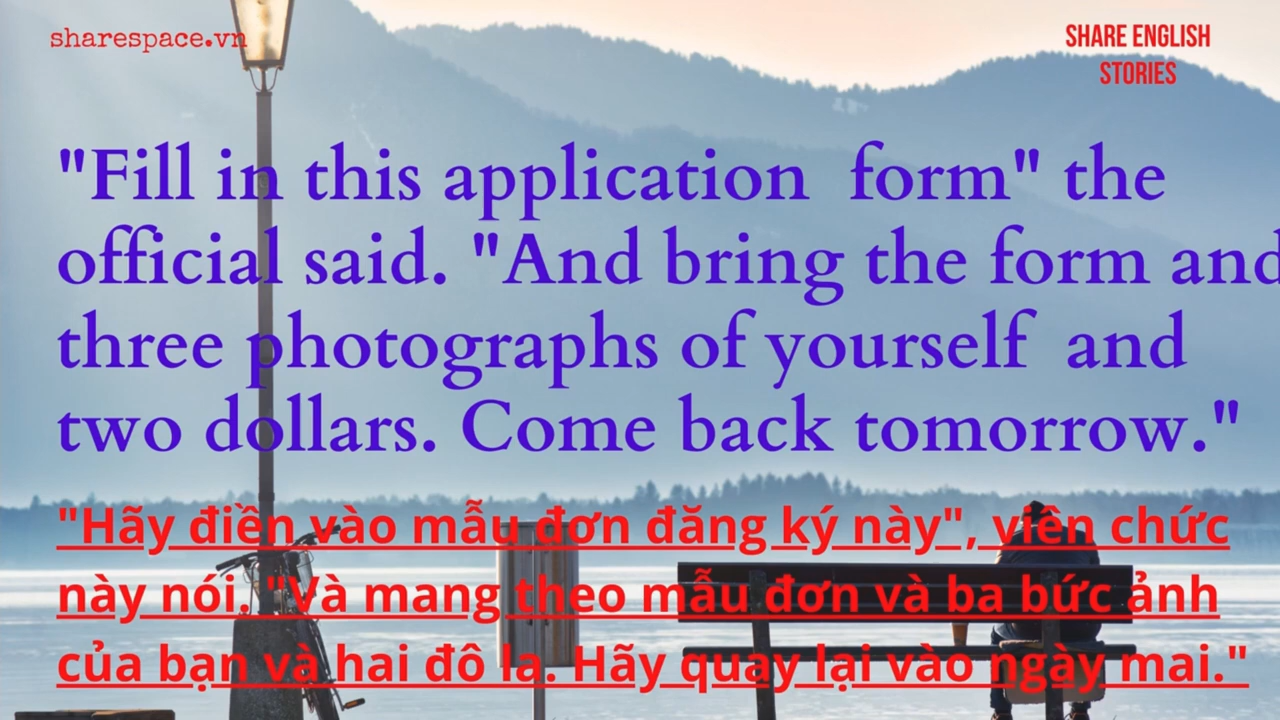 sharespace.vn
SHARE ENGLISH
STORIES
"Fill in this application  form" the
official said. "And bring the form and
three photographs of yourself  and
two dollars. Come back tomorrow."
"Hãy điền vào mẫu đơn đăng ký này", viên chức
này nói. "Và mang theo mẫu đơn và ba bức ảnh
của bạn và hai đô la. Hãy quay lại vào ngày mai."